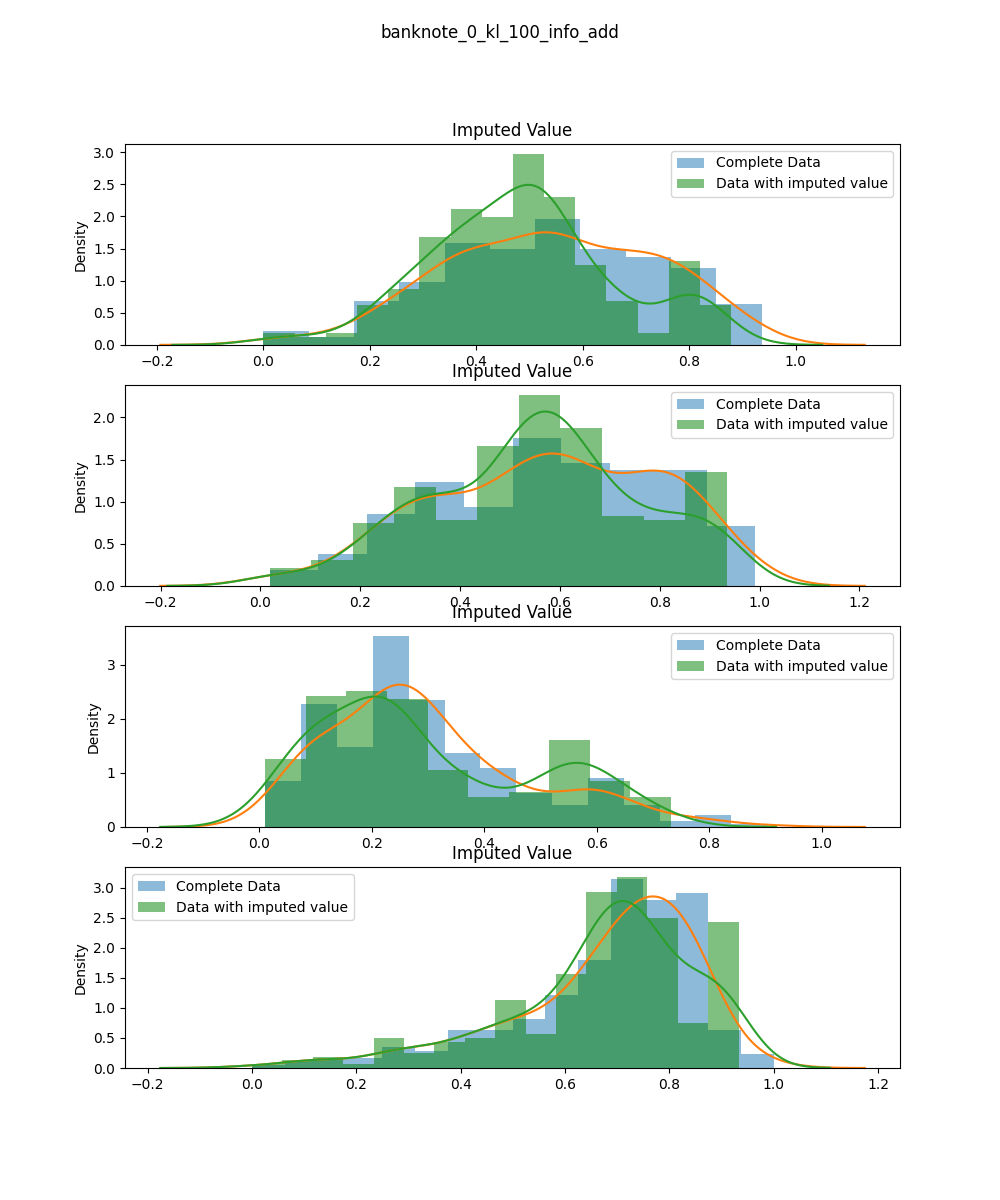 banknote_0_kl_100_info_add
Imputed Value
3.0
2.5
2.0
1.5
1.0
0.5
0.0
Density
Complete Data
Data with imputed value
−0.2 0.0 0.2 0.4 0.6 0.8 1.0
Imputed Value
2.0
1.5
1.0
0.5
0.0
Density
Complete Data
Data with imputed value
−0.2 0.0 0.2 0.4 0.6 0.8 1.0 1.2
Imputed Value
3
2
1
0
Density
Complete Data
Data with imputed value
−0.2 0.0 0.2 0.4 0.6 0.8 1.0
Imputed Value
3.0
2.5
2.0
1.5
1.0
0.5
0.0
Density
Complete Data
Data with imputed value
−0.2 0.0 0.2 0.4 0.6 0.8 1.0 1.2